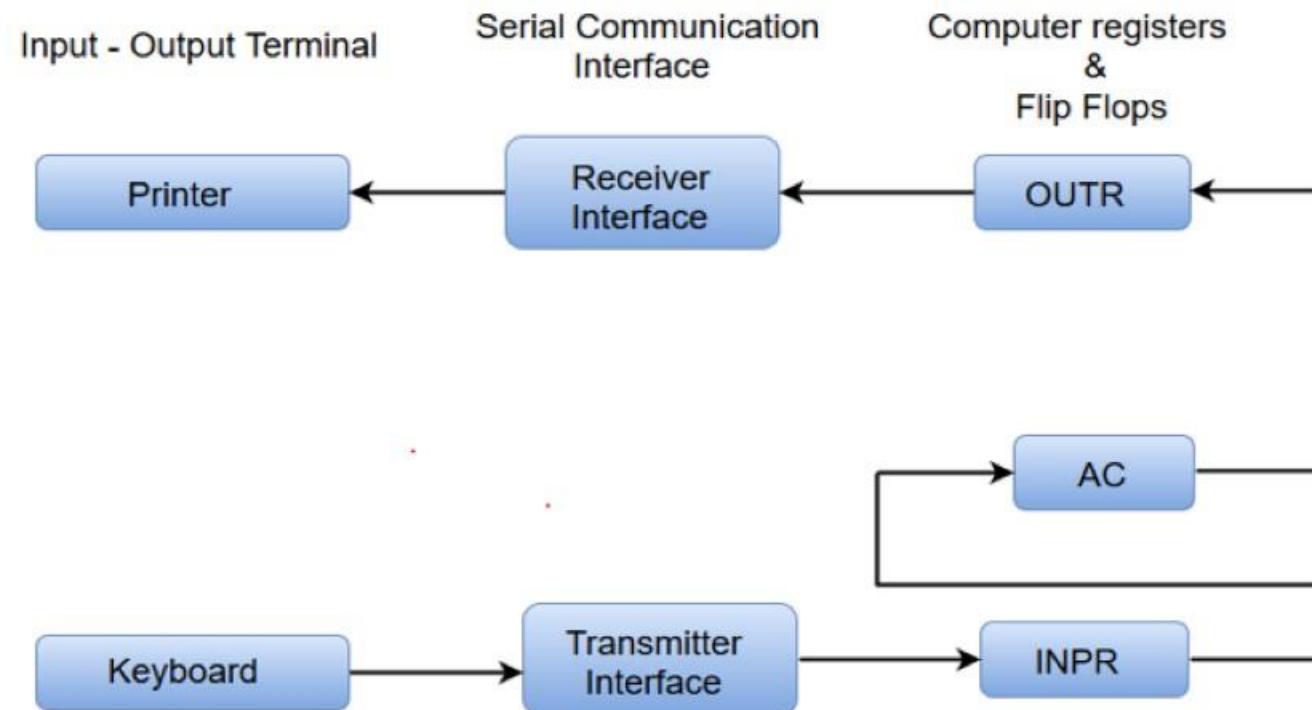 Input - Output Terminal
Serial Communication
Interface
Computer registers
&
Flip Flops
Printer
Receiver
Interface
OUTR
AC
Keyboard
Transmitter
Interface
INPR